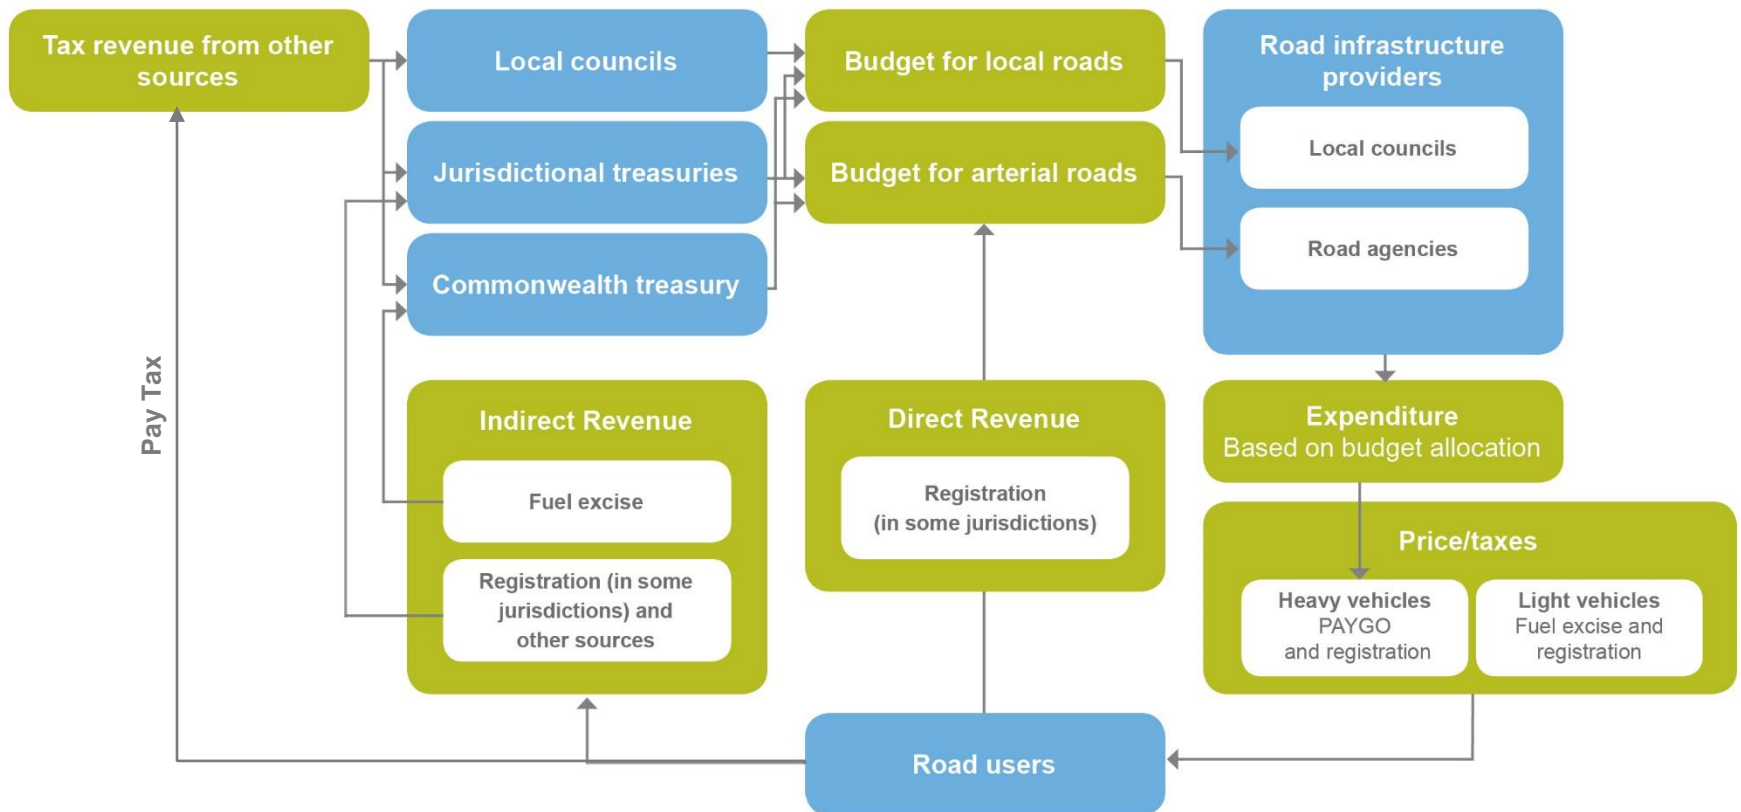 Tax revenue from other
sources
Local councils
Budget for local roads
Road infrastructure
providers
Local councils
Jurisdictional treasuries
Budget for arterial roads
Road agencies
Commonwealth treasury
Pay Tax
Indirect Revenue
Fuel excise
Registration (in some
jurisdictions) and
other sources
Direct Revenue
Registration
(in some jurisdictions)
Expenditure
Based on budget allocation
Price/taxes
Heavy vehicles
PAYGO
and registration
Light vehicles
Fuel excise and
registration
Road users